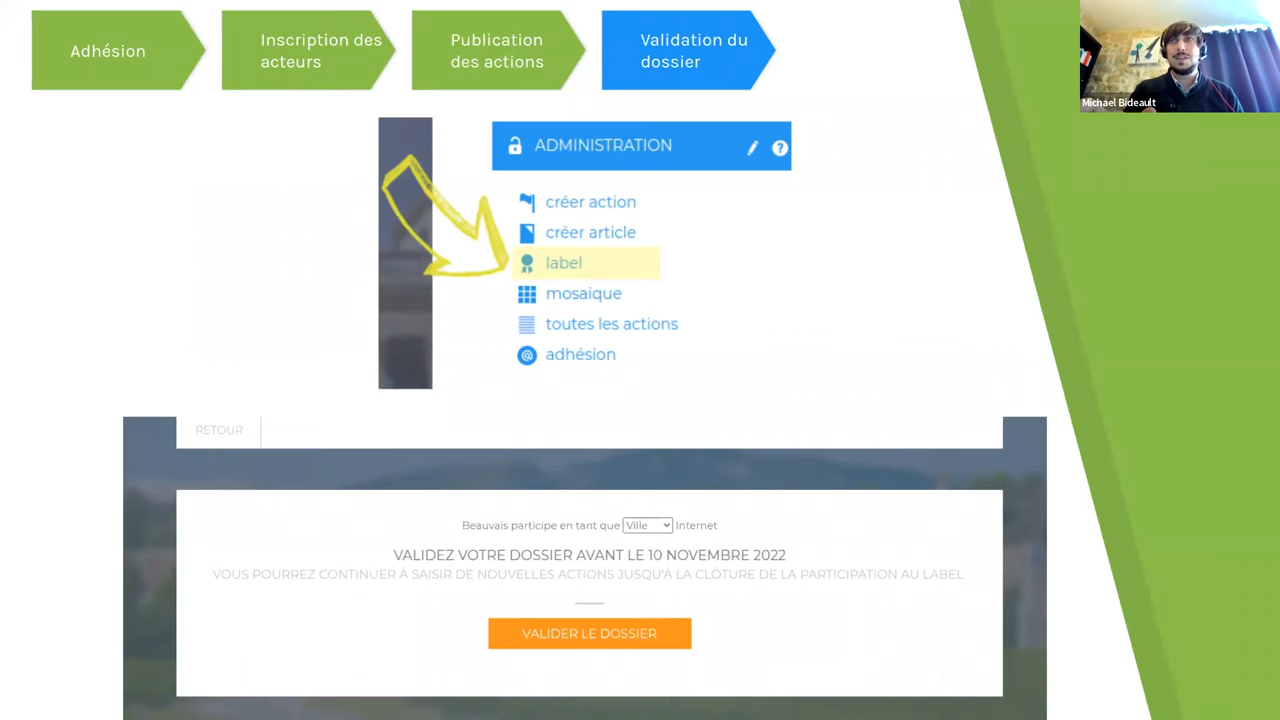 Adhésion
Inscription des
acteurs
Publication
des actions
Validation du
dossier
Michael Bideault
ADMINISTRATION
créer action
créer article
label
mosaique
toutes les actions
adhésion
RETOUR
Beauvais participe en tant que Ville Internet
VALIDEZ VOTRE DOSSIER AVANT LE 10 NOVEMBRE 2022
VOUS POURREZ CONTINUER À SAISIR DE NOUVELLES ACTIONS JUSQU'À LA CLÔTURE DE LA PARTICIPATION AU LABEL
VALIDER LE DOSSIER